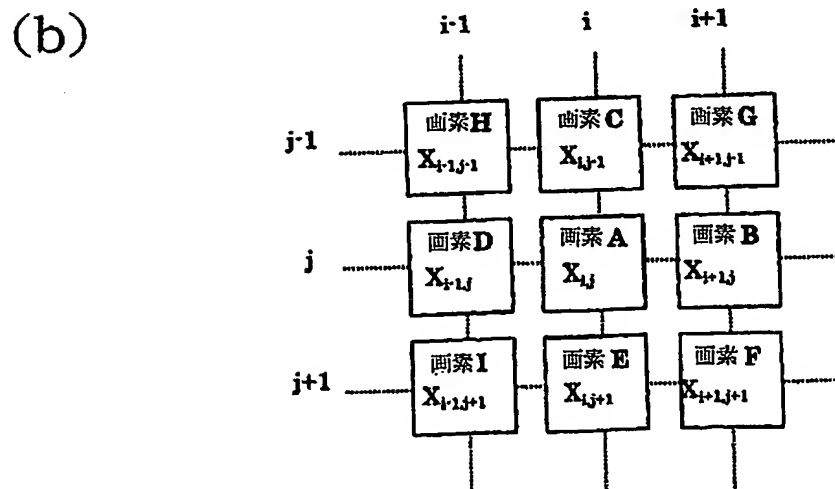 (b)
i-1 i i+1
j-1
画素H 画素C 画素G
X_{i-1,j-1} X_{i,j-1} X_{i+1,j-1}
j
画素D 画素A 画素B
X_{i-1,j} X_{i,j} X_{i+1,j}
j+1
画素I 画素E 画素F
X_{i-1,j+1} X_{i,j+1} X_{i+1,j+1}